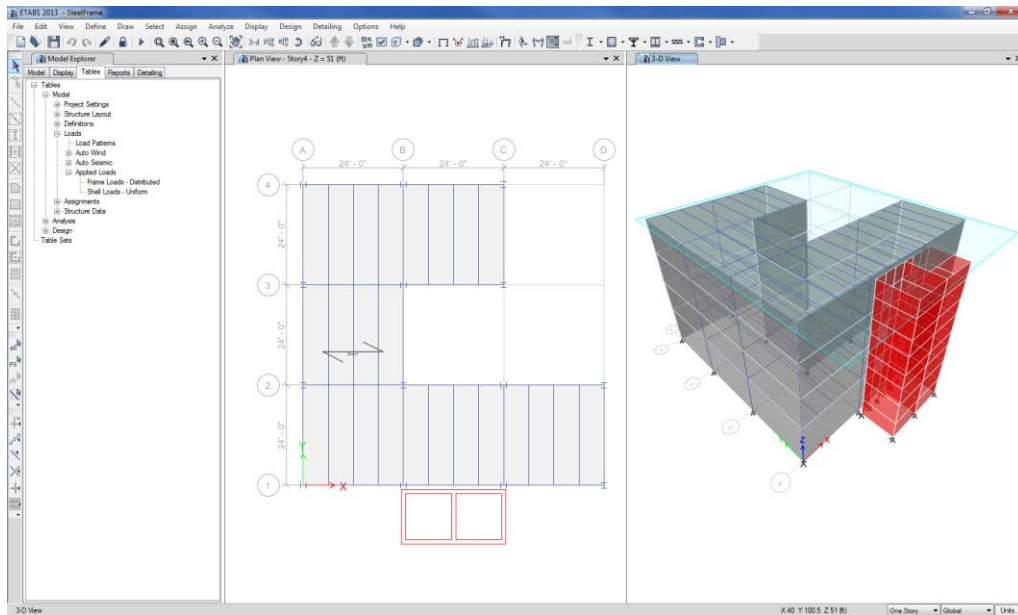 ETABS 2013 - SteelFrame
File Edit View Define Draw Select Assign Analyze Display Design Detailing Options Help
3-d
Model Explorer
Model Display Tables Reports Detailing
Tables
Model
Project Settings
Structure Layout
Definitions
Loads
Load Patterns
Auto Wind
Auto Seismic
Applied Loads
Frame Loads - Distributed
Shell Loads - Uniform
Assignments
Structure Data
Analysis
Design
Table Sets
Plan View - Story4 - Z = 51 (ft)
A B C D
24' - 0" 24' - 0" 24' - 0"
4
24' - 0"
3
24' - 0"
2
24' - 0"
1
Y
X
3-D View
Z
X
3-D View
X 40 Y 100.5 Z 51 (ft)
One Story Global Units